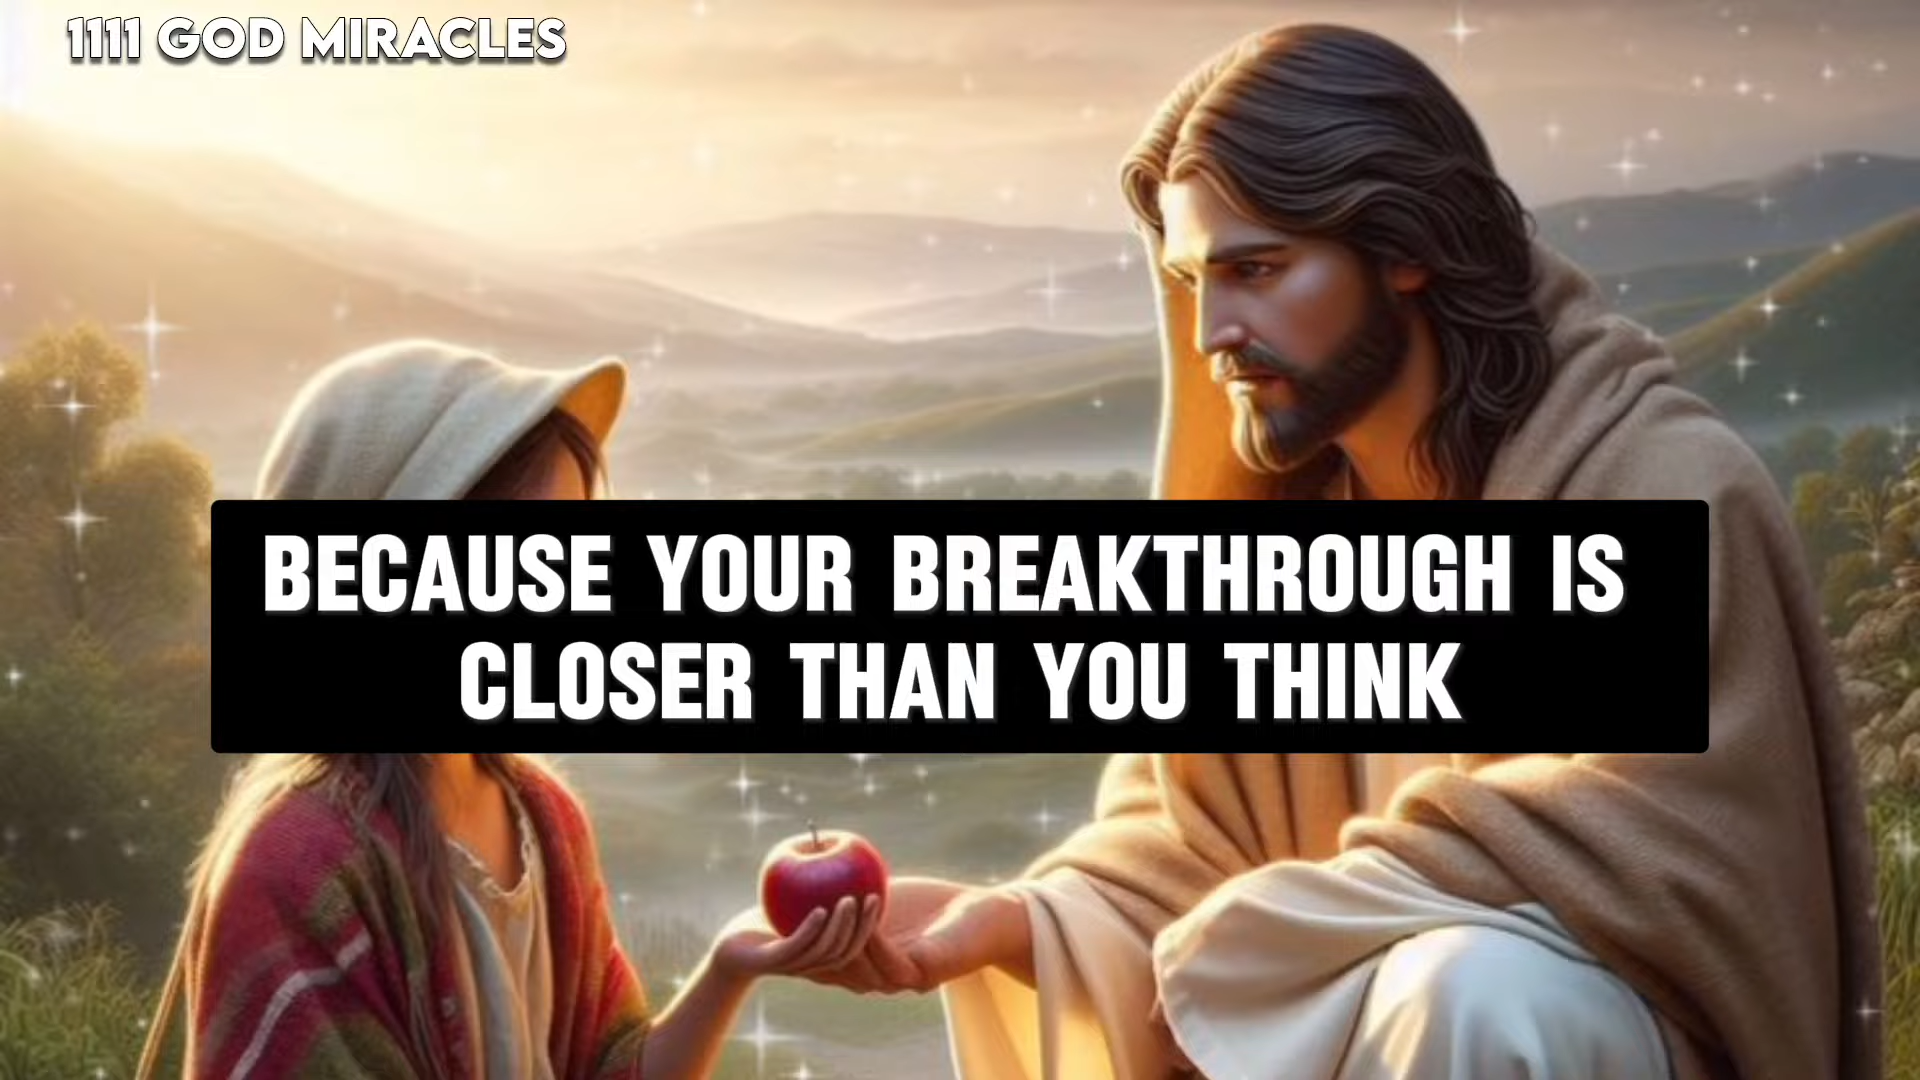 1111 GOD MIRACLES
BECAUSE YOUR BREAKTHROUGH IS
CLOSER THAN YOU THINK